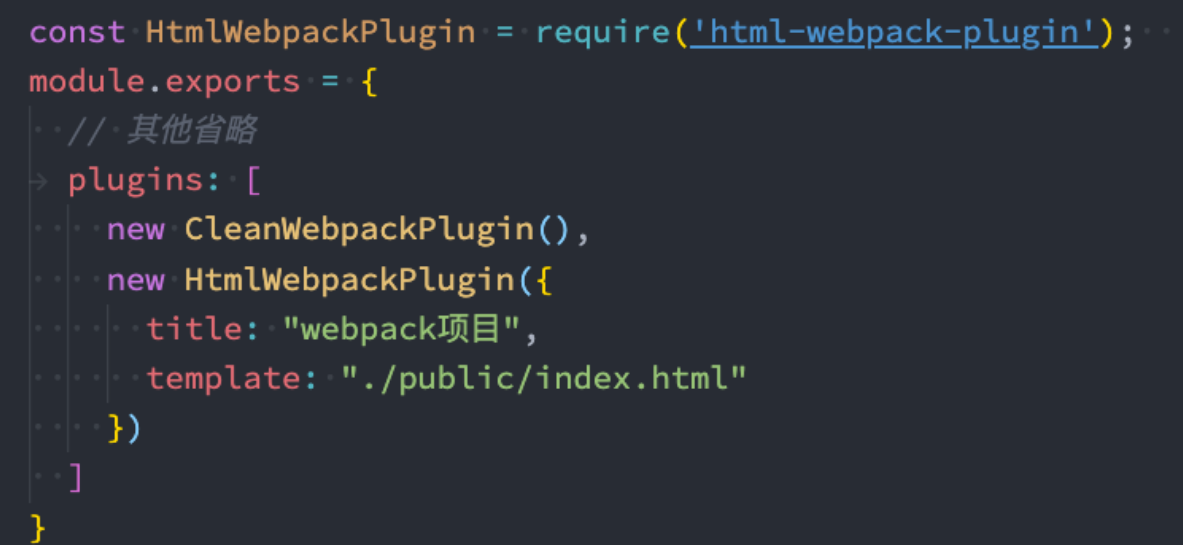 const HtmlWebpackPlugin = require('html-webpack-plugin');
module.exports = {
  // 其他省略
  plugins: [
    new CleanWebpackPlugin(),
    new HtmlWebpackPlugin({
      title: "webpack项目",
      template: "./public/index.html"
    })
  ]
}